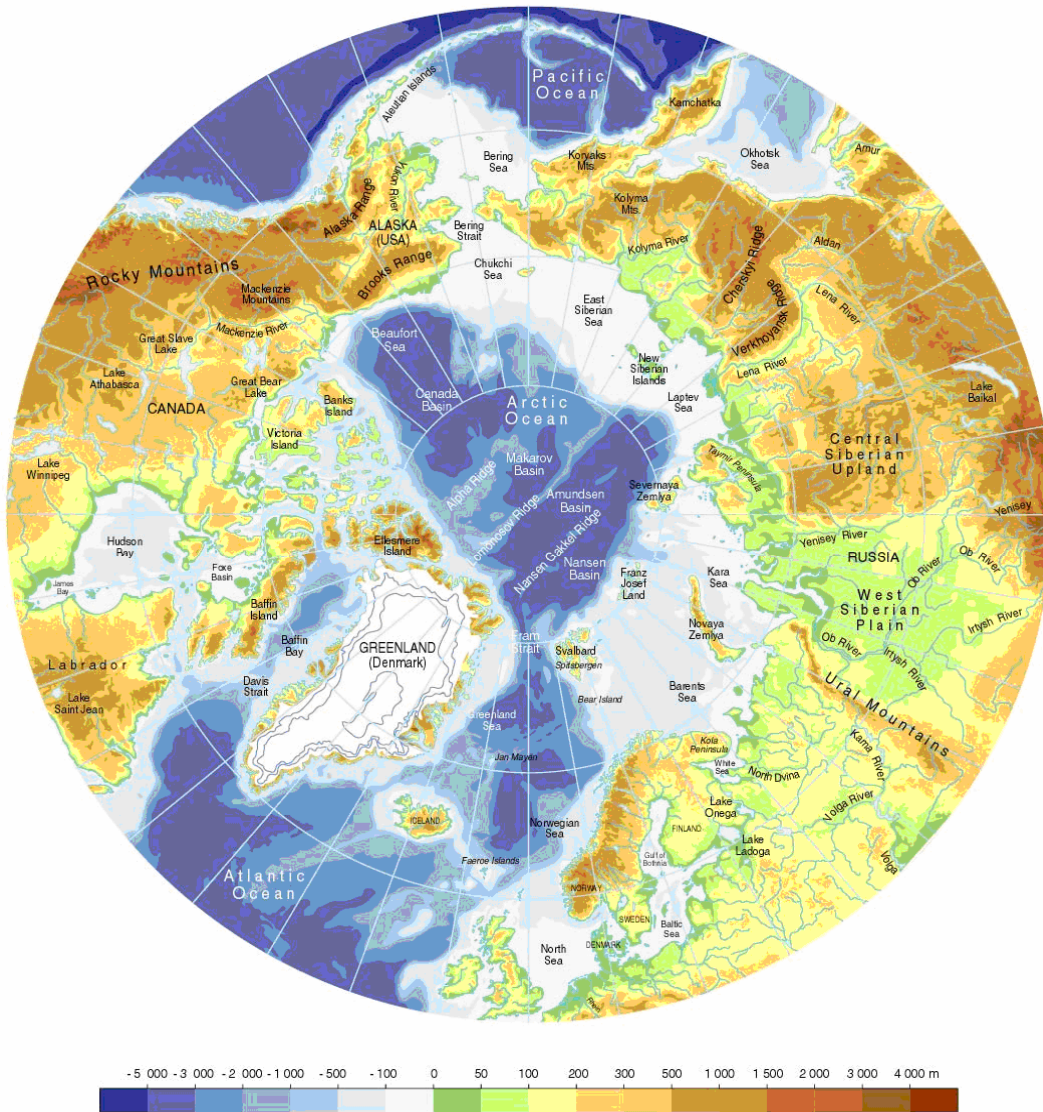 Pacific
Ocean
Aleutian Islands
Kamchatka
Okhotsk
Sea
Amur
Bering
Sea
Koryaks
Mts.
Kolyma
Mts.
Yukon River
Alaska Range
ALASKA
(USA)
Bering
Strait
Kolyma River
Cherskyi Ridge
Aldan
Brooks Range
Chukchi
Sea
Rocky Mountains
Mackenzie
Mountains
East
Siberian
Sea
Verkhoyansk Ridge
Lena River
Mackenzie River
Great Slave
Lake
Beaufort
Sea
New
Siberian
Islands
Lena River
Lake
Athabasca
Great Bear
Lake
Canada
Basin
Laptev
Sea
Lake
Baikal
CANADA
Banks
Island
Arctic
Ocean
Victoria
Island
Central
Siberian
Upland
Taymir Peninsula
Lake
Winnipeg
Makarov
Basin
Alpha Ridge
Amundsen
Basin
Severnaya
Zemlya
Yenisey
Hudson
Bay
Ellesmere
Island
Nansen Gakkel Ridge
Yenisey River
RUSSIA
Ob River
Ob River
James
Bay
Foxe
Basin
Nansen
Basin
Franz
Josef
Land
Kara
Sea
West
Siberian
Plain
Baffin
Island
Novaya
Zemlya
Irtysh River
Baffin
Bay
GREENLAND
(Denmark)
Fram
Strait
Svalbard
Spitsbergen
Ob River
Irtysh River
Labrador
Davis
Strait
Bear Island
Barents
Sea
Ural Mountains
Lake
Saint Jean
Greenland
Sea
Kola
Peninsula
Jan Mayen
White
Sea
North Dvina
Kama River
Lake
Onega
Nolga River
ICELAND
Norwegian
Sea
FINLAND
Lake
Ladoga
Volga
Atlantic
Ocean
Faeroe Islands
Gulf of
Bothnia
NORWAY
SWEDEN
Baltic
Sea
North
Sea
DENMARK
- 5 000 - 3 000 - 2 000 - 1 000 - 500 - 100 0 50 100 200 300 500 1 000 1 500 2 000 3 000 4 000 m